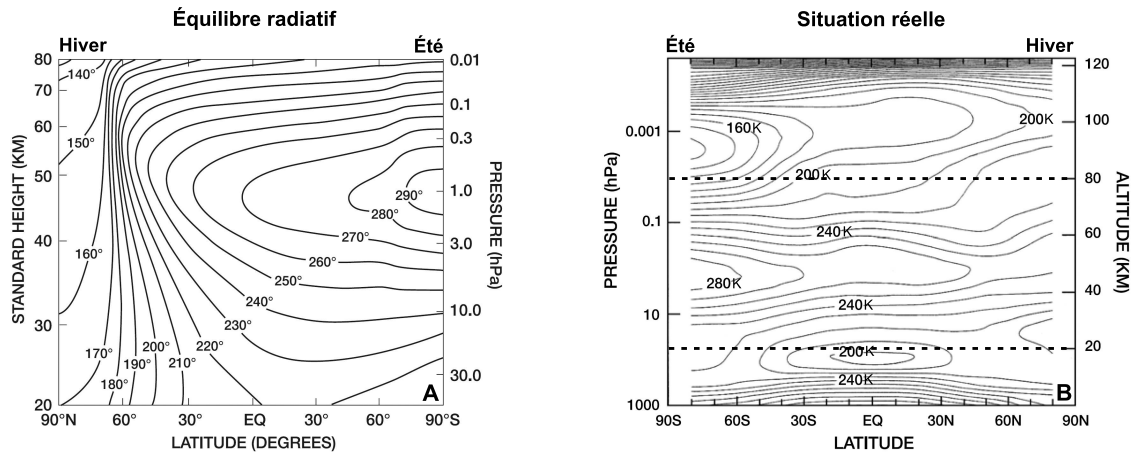 Équilibre radiatif
Hiver
Été
80
70
60
50
40
30
20
STANDARD HEIGHT (KM)
140°
150°
160°
170°
180°
190°
200°
210°
220°
230°
240°
250°
260°
270°
280°
290°
0.01
0.1
0.3
1.0
3.0
10.0
30.0
PRESSURE (hPa)
A
90°N 60° 30° EQ 30° 60° 90°S
LATITUDE (DEGREES)
Situation réelle
Été
Hiver
0.001
0.1
10
1000
PRESSURE (hPa)
160K
200K
200K
240K
280K
240K
200K
240K
120
100
80
60
40
20
ALTITUDE (KM)
B
90S 60S 30S EQ 30N 60N 90N
LATITUDE